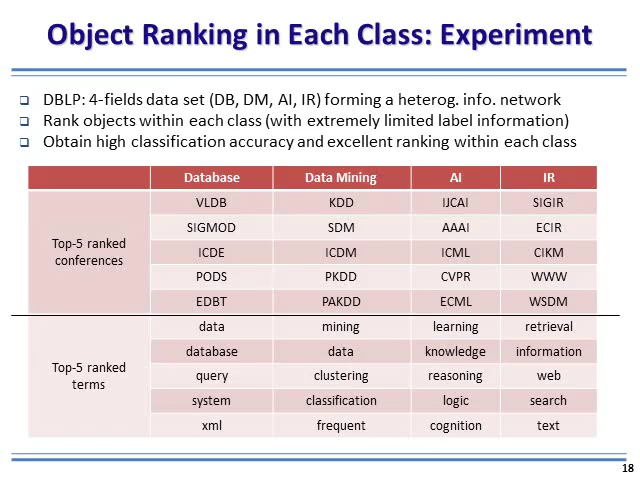 Object Ranking in Each Class: Experiment
DBLP: 4-fields data set (DB, DM, AI, IR) forming a heterog. info. network
Rank objects within each class (with extremely limited label information)
Obtain high classification accuracy and excellent ranking within each class
Database Data Mining AI IR
Top-5 ranked conferences
VLDB KDD IJCAI SIGIR
SIGMOD SDM AAAI ECIR
ICDE ICDM ICML CIKM
PODS PKDD CVPR WWW
EDBT PAKDD ECML WSDM
Top-5 ranked terms
data mining learning retrieval
database data knowledge information
query clustering reasoning web
system classification logic search
xml frequent cognition text
18